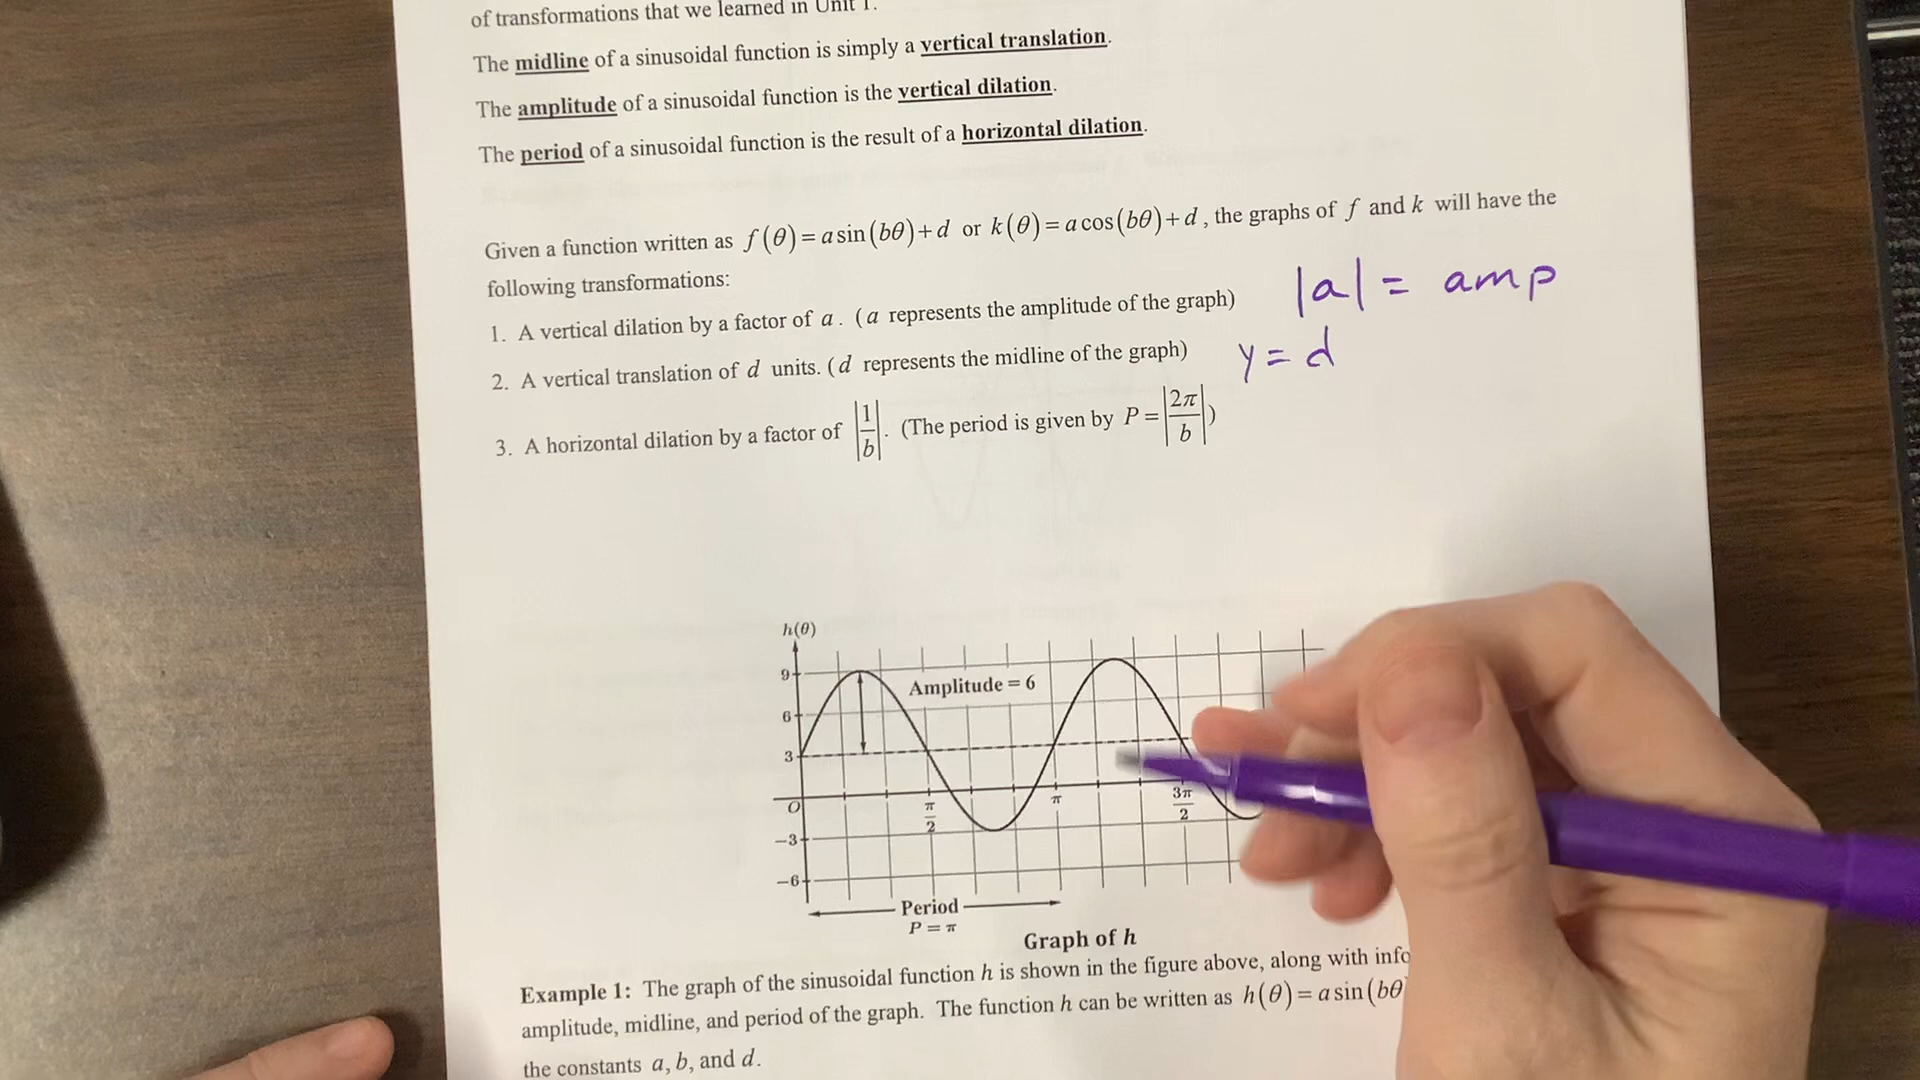 of transformations that we learned in Unit 1.
The midline of a sinusoidal function is simply a vertical translation.
The amplitude of a sinusoidal function is the vertical dilation.
The period of a sinusoidal function is the result of a horizontal dilation.
Given a function written as f(θ) = a sin(bθ) + d or k(θ) = a cos(bθ) + d, the graphs of f and k will have the
following transformations:
1. A vertical dilation by a factor of a. (a represents the amplitude of the graph) |a| = amp
2. A vertical translation of d units. (d represents the midline of the graph) y = d
3. A horizontal dilation by a factor of |1/b|. (The period is given by P = |2π/b|)
h(θ)
9
Amplitude = 6
6
3
O
π/2
π
3π/2
−3
−6
Period
P = π
Graph of h
Example 1: The graph of the sinusoidal function h is shown in the figure above, along with info
amplitude, midline, and period of the graph. The function h can be written as h(θ) = a sin(bθ
the constants a, b, and d.